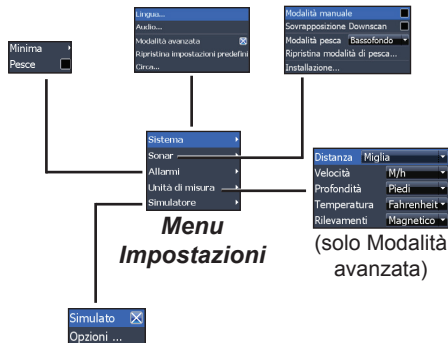 Lingua...
Audio...
Modalità avanzata
Ripristina impostazioni predefini
Circa...
Modalità manuale
Sovrapposizione Downscan
Modalità pesca Bassofondo
Ripristina modalità di pesca...
Installazione...
Minima
Pesce
Sistema
Sonar
Allarmi
Unità di misura
Simulatore
Menu
Impostazioni
Distanza Miglia
Velocità M/h
Profondità Piedi
Temperatura Fahrenheit
Rilevamenti Magnetico
(solo Modalità
avanzata)
Simulato
Opzioni ...